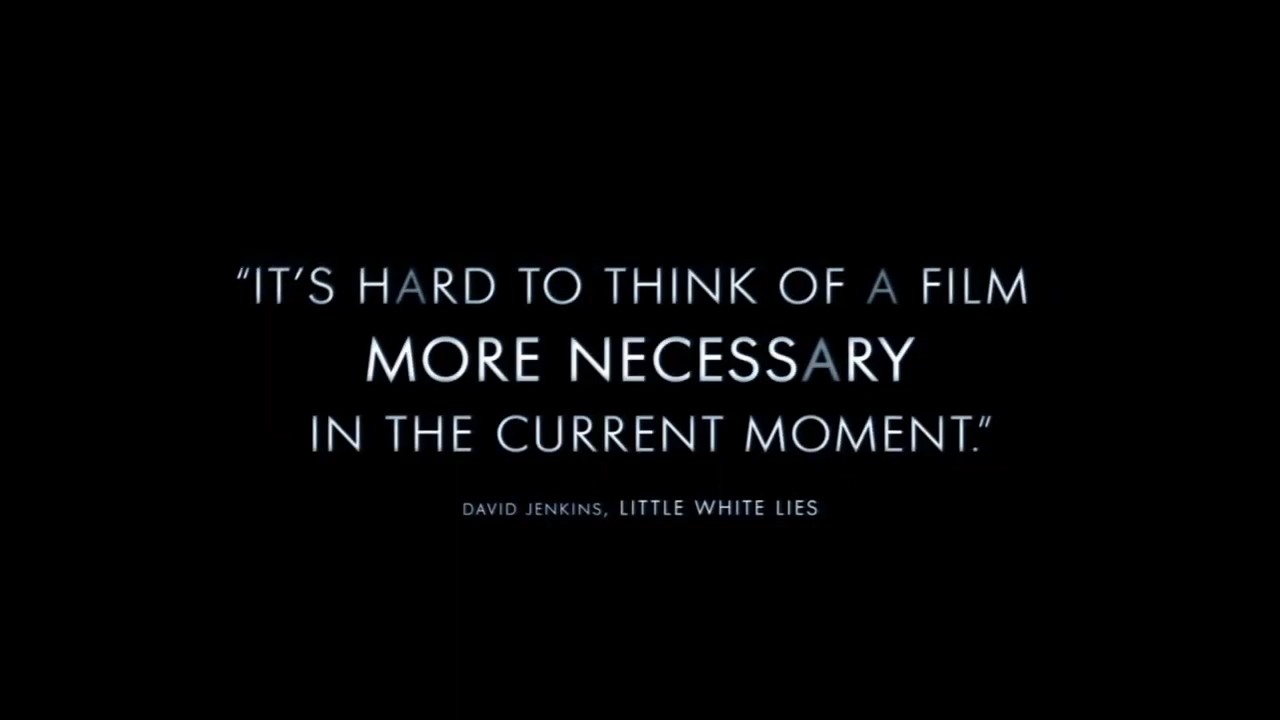 “IT’S HARD TO THINK OF A FILM
MORE NECESSARY
IN THE CURRENT MOMENT.”
DAVID JENKINS, LITTLE WHITE LIES